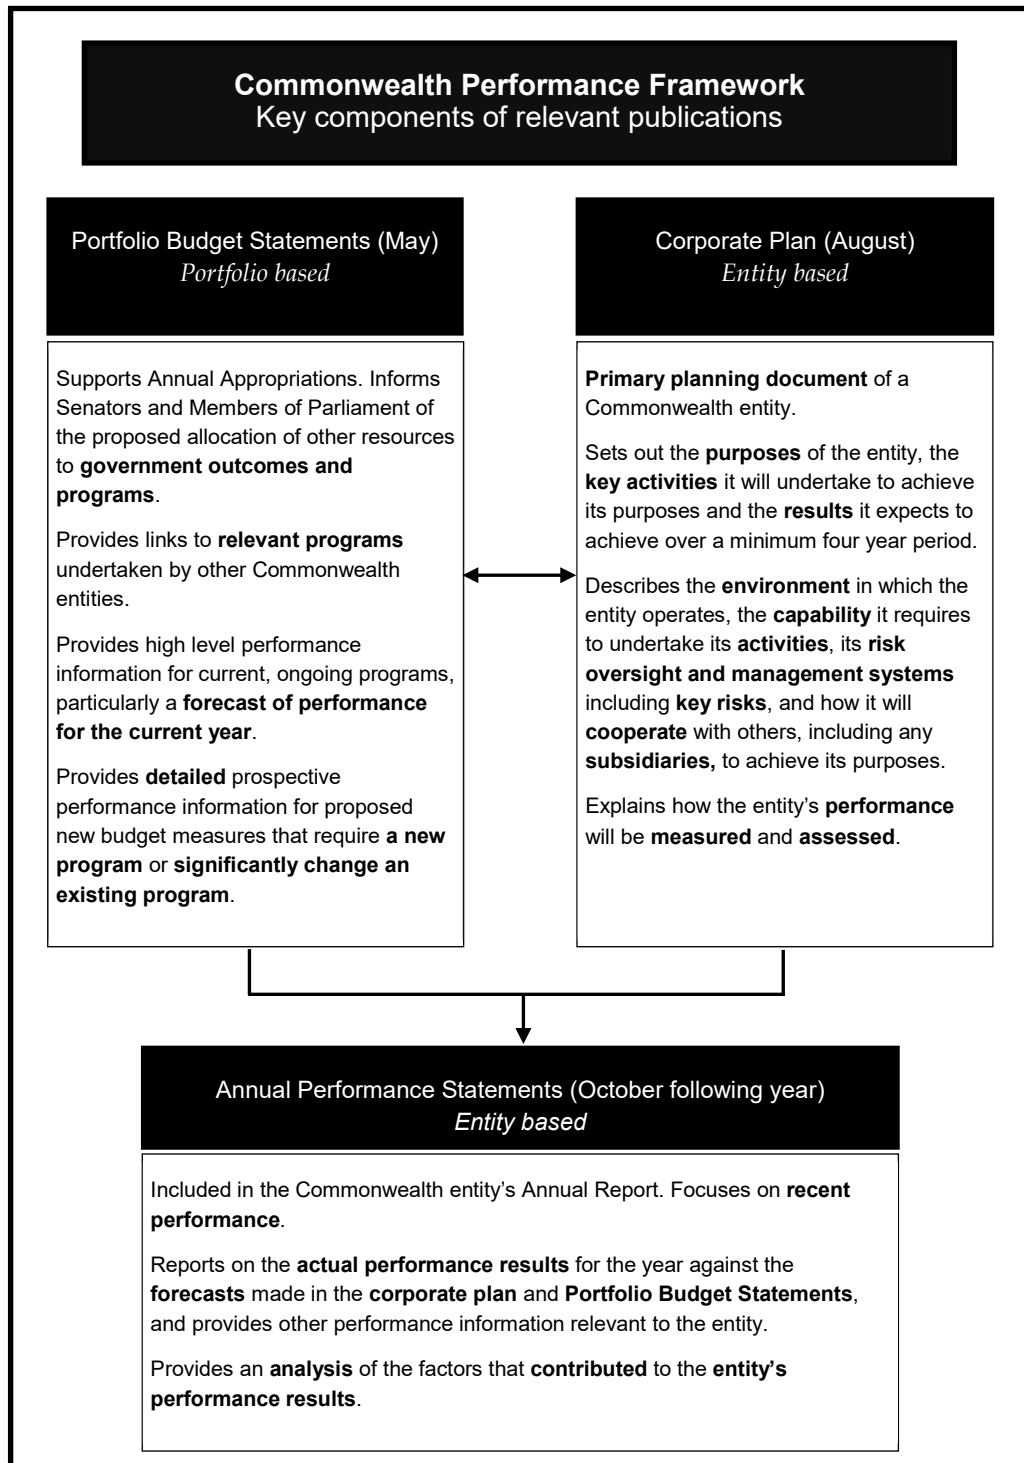 Commonwealth Performance Framework
Key components of relevant publications
Portfolio Budget Statements (May)
Portfolio based
Supports Annual Appropriations. Informs
Senators and Members of Parliament of
the proposed allocation of other resources
to government outcomes and
programs.
Provides links to relevant programs
undertaken by other Commonwealth
entities.
Provides high level performance
information for current, ongoing programs,
particularly a forecast of performance
for the current year.
Provides detailed prospective
performance information for proposed
new budget measures that require a new
program or significantly change an
existing program.
Corporate Plan (August)
Entity based
Primary planning document of a
Commonwealth entity.
Sets out the purposes of the entity, the
key activities it will undertake to achieve
its purposes and the results it expects to
achieve over a minimum four year period.
Describes the environment in which the
entity operates, the capability it requires
to undertake its activities, its risk
oversight and management systems
including key risks, and how it will
cooperate with others, including any
subsidiaries, to achieve its purposes.
Explains how the entity’s performance
will be measured and assessed.
Annual Performance Statements (October following year)
Entity based
Included in the Commonwealth entity’s Annual Report. Focuses on recent
performance.
Reports on the actual performance results for the year against the
forecasts made in the corporate plan and Portfolio Budget Statements,
and provides other performance information relevant to the entity.
Provides an analysis of the factors that contributed to the entity’s
performance results.